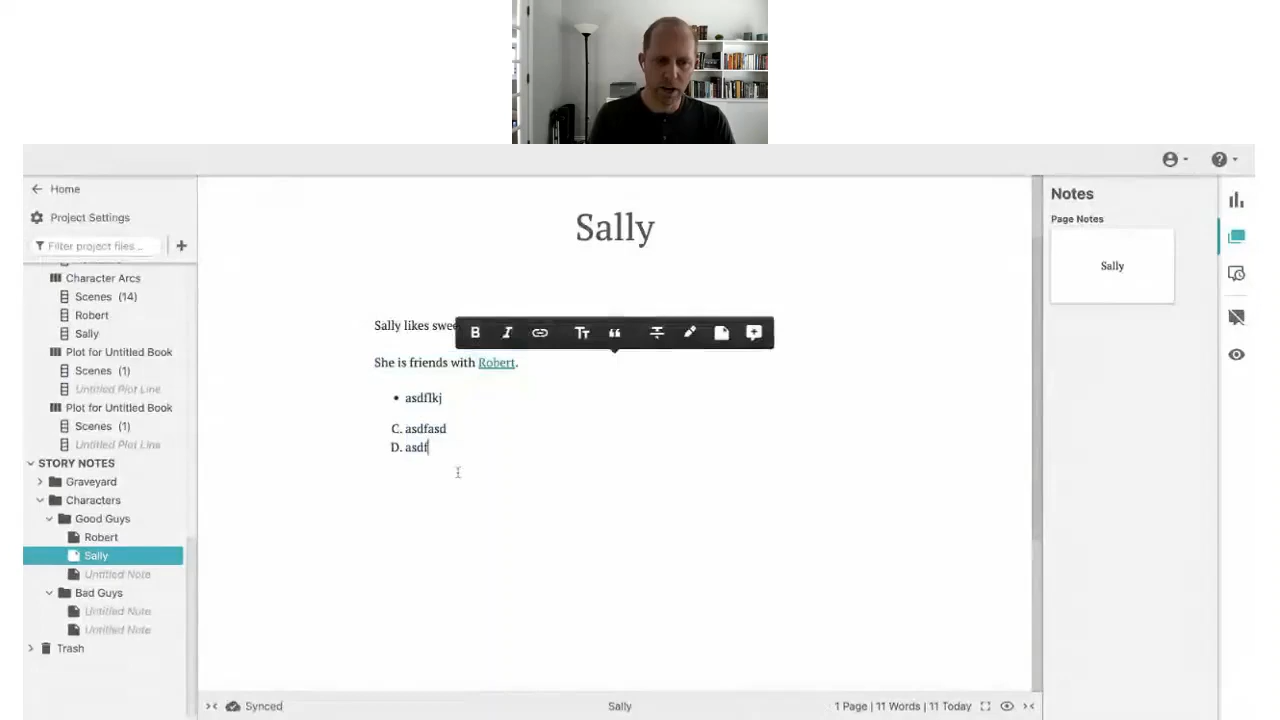 Home
Project Settings
Filter project files ...
Character Arcs
Scenes (14)
Robert
Sally
Plot for Untitled Book
Scenes (1)
Untitled Plot Line
Plot for Untitled Book
Scenes (1)
Untitled Plot Line
STORY NOTES
Graveyard
Characters
Good Guys
Robert
Sally
Untitled Note
Bad Guys
Untitled Note
Untitled Note
Trash
Sally
Sally likes swee
B I Tт “
She is friends with Robert.
• asdflkj
C. asdfasd
D. asdf
Notes
Page Notes
Sally
Synced
Sally
1 Page | 11 Words | 11 Today